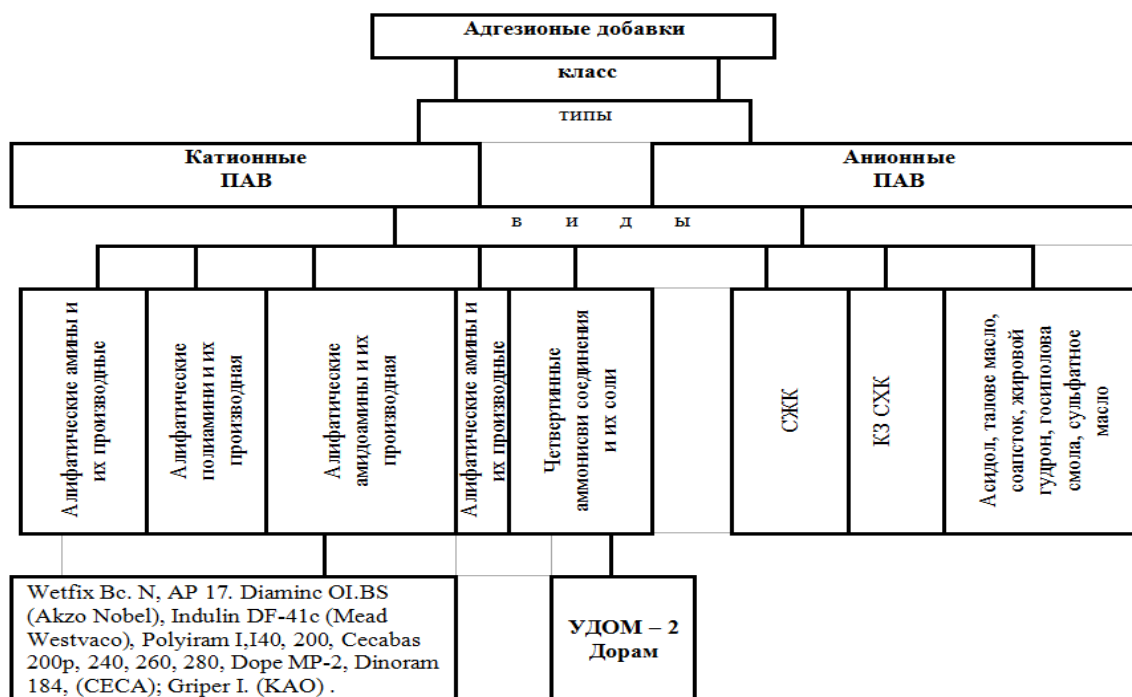 Адгезионые добавки
класс
типы
Катионные
ПАВ
Анионные
ПАВ
в и д ы
Алифатические амины и
их производные
Алифатические
полиамини и их
производная
Алифатические
амидоамины и их
производная
Алифатические амины и
их производные
Четвертинные
аммонисви соединения
и их соли
СЖК
КЗ СХК
Асидол, талове масло,
соапсток, жировой
гудрон, госиполова
смола, сульфатное
масло
Wetfix Bc. N, AP 17. Diaminc OI.BS
(Akzo Nobel), Indulin DF-41c (Mead
Westvaco), Polyiram I,I40, 200, Cecabas
200p, 240, 260, 280, Dope MP-2, Dinoram
184, (CECA); Griper I. (KAO) .
УДОМ – 2
Дорам